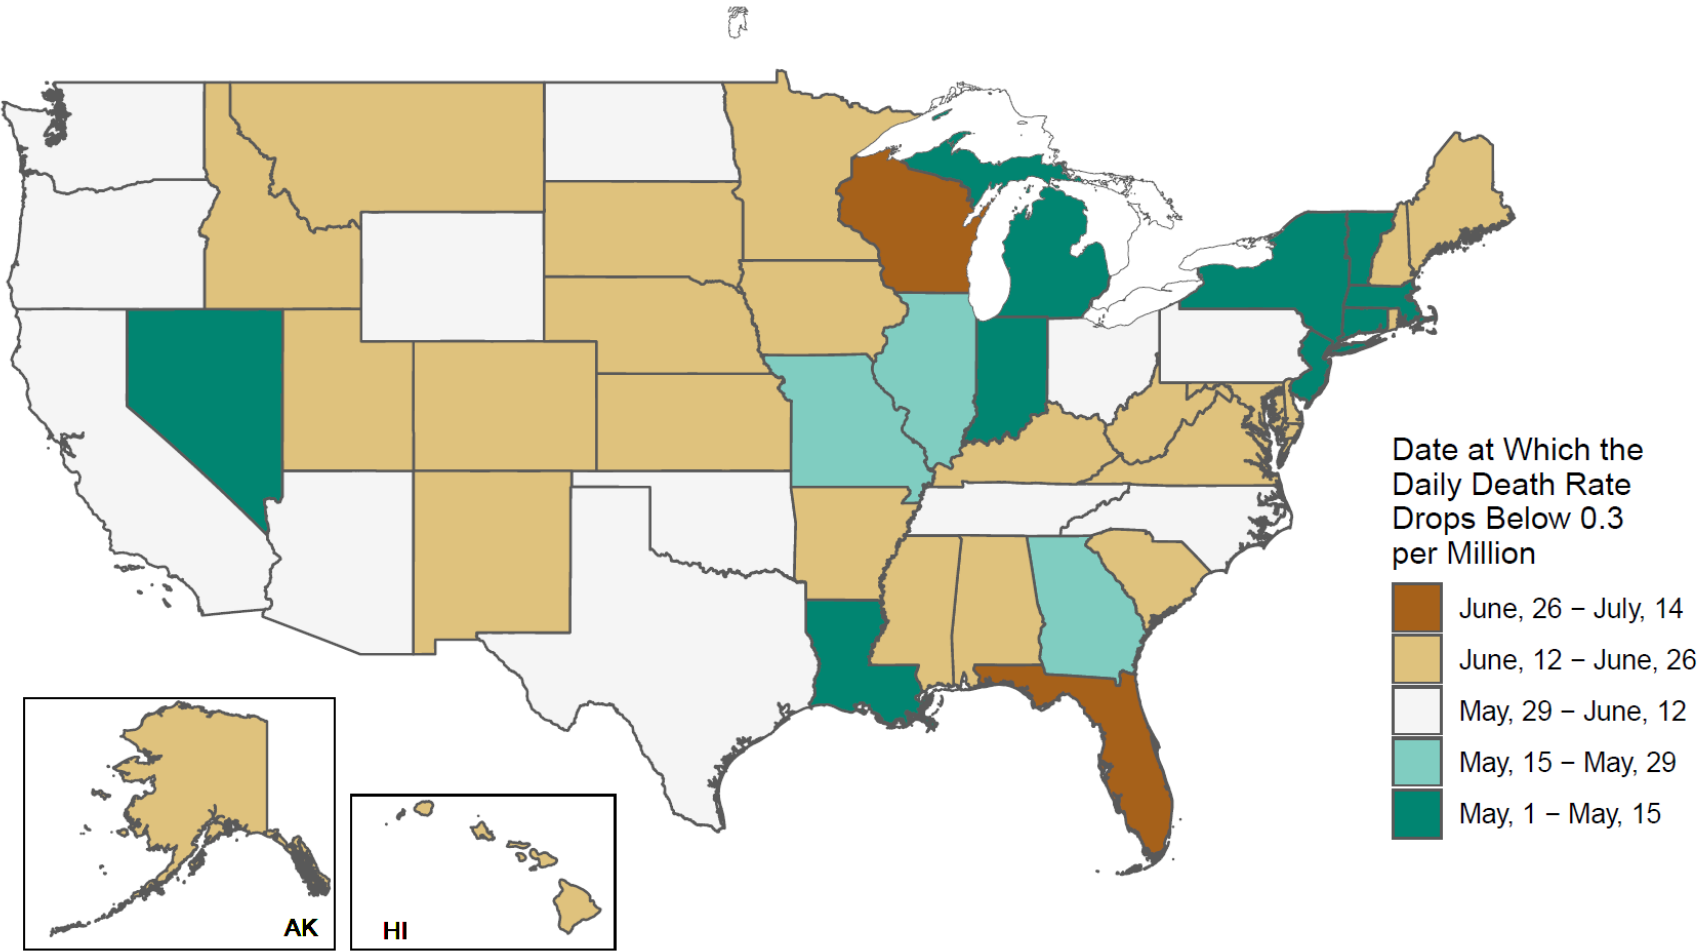 Date at Which the
Daily Death Rate
Drops Below 0.3
per Million
June, 26 − July, 14
June, 12 − June, 26
May, 29 − June, 12
May, 15 − May, 29
May, 1 − May, 15
AK
HI